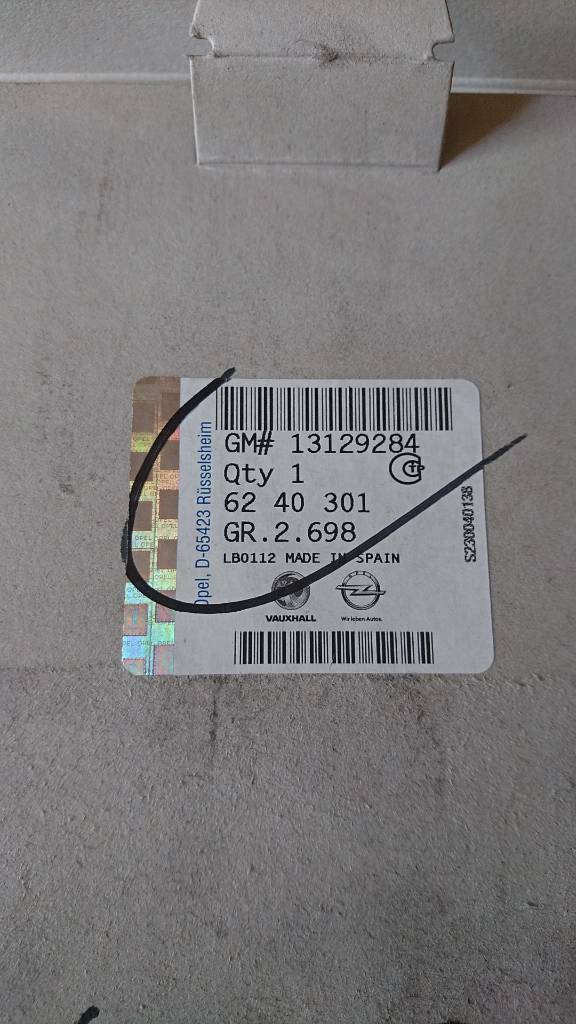 GM# 13129284
Qty 1
62 40 301
GR.2.698
LB0112 MADE IN SPAIN
VAUXHALL
Wir leben Autos.
Opel, D-65423 Rüsselsheim
S230040138